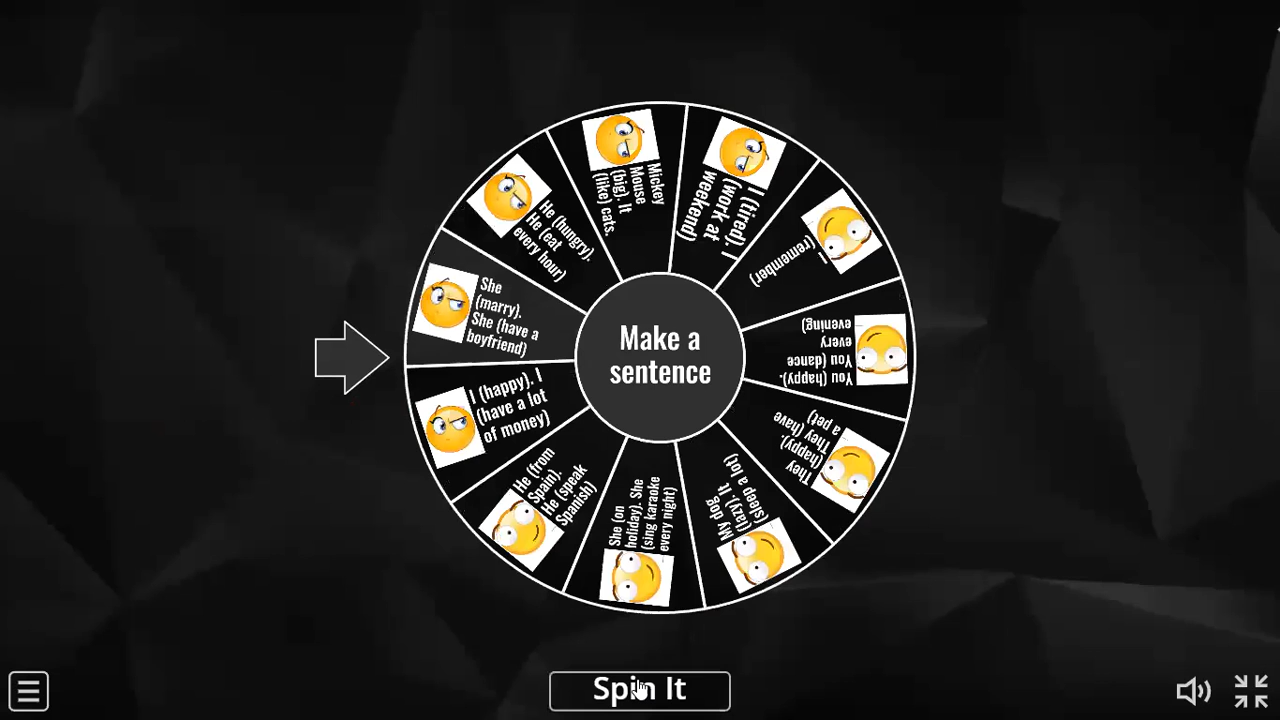 Make a
sentence
Mickey
Mouse
(big). It
(like) cats.
I (tired). I
(work at
weekend)
I
(remember)
You (happy).
You (dance
every
evening
They
(happy).
They (have
a pet)
My dog
(lazy). It
(sleep a lot)
She (on
holiday). She
(sing karaoke
every night)
He (from
Spain).
He (speak
Spanish)
I (happy). I
(have a lot
of money)
She
(marry).
She (have a
boyfriend)
He (hungry).
He (eat
every hour)
Spin It